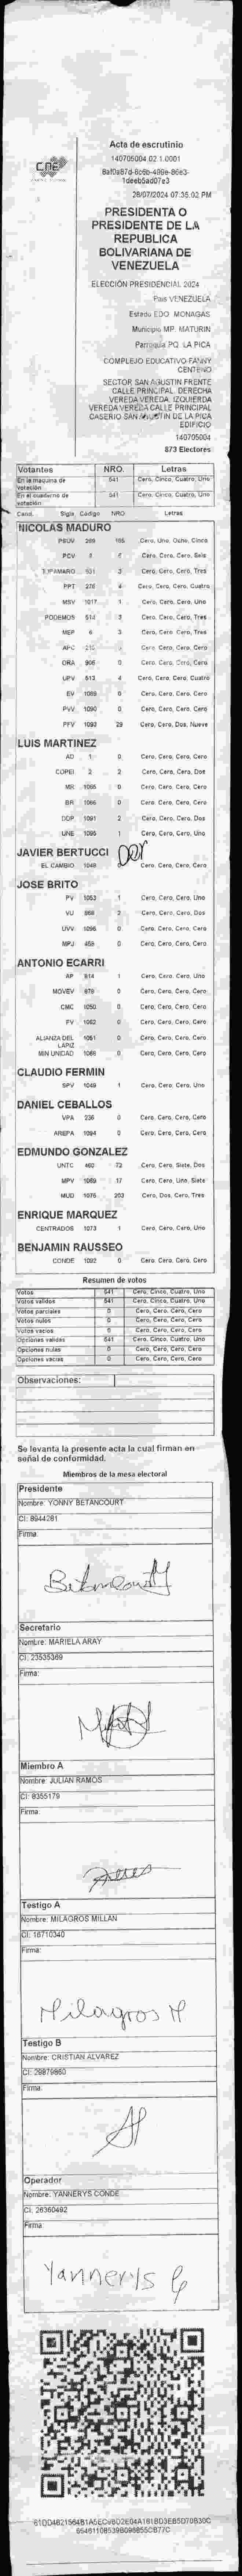 CNE
Acta de escrutinio
140705004.02.1.0001
28/07/2024 07:35:02 PM
PRESIDENTA O
PRESIDENTE DE LA
REPUBLICA
BOLIVARIANA DE
VENEZUELA
ELECCIÓN PRESIDENCIAL 2024
Pais VENEZUELA
Estado EDO. MONAGAS
Municipio MP. MATURIN
Parroquia PQ. LA PICA
COMPLEJO EDUCATIVO FANNY
CENTENO
SECTOR SAN AGUSTIN FRENTE
CALLE PRINCIPAL. DERECHA
VEREDA VEREDA. IZQUIERDA
VEREDA VEREDA CALLE PRINCIPAL
CASERIO SAN AGUSTIN DE LA PICA
EDIFICIO
140705004
873 Electores
Votantes NRO. Letras
En la maquina de votación 541 Cero, Cinco, Cuatro, Uno
En el cuaderno de votación 541 Cero, Cinco, Cuatro, Uno
Cand. Sigla Código NRO Letras
NICOLAS MADURO
PSUV 269 185 Cero, Uno, Ocho, Cinco
PCV 6 Cero, Cero, Cero, Seis
TUPAMARO 531 3 Cero, Cero, Cero, Tres
PPT 276 4 Cero, Cero, Cero, Cuatro
MSV 1017 1 Cero, Cero, Cero, Uno
PODEMOS 514 3 Cero, Cero, Cero, Tres
MEP 6 3 Cero, Cero, Cero, Tres
APC Cero, Cero, Cero, Cero
ORA 906 0 Cero, Cero, Cero, Cero
UPV 513 4 Cero, Cero, Cero, Cuatro
EV 1089 0 Cero, Cero, Cero, Cero
PVV 1090 0 Cero, Cero, Cero, Cero
PFV 1093 29 Cero, Cero, Dos, Nueve
LUIS MARTINEZ
AD 1 0 Cero, Cero, Cero, Cero
COPEI 2 2 Cero, Cero, Cero, Dos
MR 1065 0 Cero, Cero, Cero, Cero
BR 1066 0 Cero, Cero, Cero, Cero
DDP 1091 2 Cero, Cero, Cero, Dos
UNE 1095 1 Cero, Cero, Cero, Uno
JAVIER BERTUCCI
EL CAMBIO 1049 0 Cero, Cero, Cero, Cero
JOSE BRITO
PV 1053 1 Cero, Cero, Cero, Uno
VU 868 2 Cero, Cero, Cero, Dos
UVV 1096 0 Cero, Cero, Cero, Cero
MPJ 458 0 Cero, Cero, Cero, Cero
ANTONIO ECARRI
AP 914 1 Cero, Cero, Cero, Uno
MOVEV 979 0 Cero, Cero, Cero, Cero
CMC 1050 0 Cero, Cero, Cero, Cero
FV 1062 0 Cero, Cero, Cero, Cero
ALIANZA DEL LAPIZ 1051 0 Cero, Cero, Cero, Cero
MIN UNIDAD 1068 0 Cero, Cero, Cero, Cero
CLAUDIO FERMIN
SPV 1048 1 Cero, Cero, Cero, Uno
DANIEL CEBALLOS
VPA 236 0 Cero, Cero, Cero, Cero
AREPA 1094 0 Cero, Cero, Cero, Cero
EDMUNDO GONZALEZ
UNTC 460 72 Cero, Cero, Siete, Dos
MPV 1069 17 Cero, Cero, Uno, Siete
MUD 1075 203 Cero, Dos, Cero, Tres
ENRIQUE MARQUEZ
CENTRADOS 1073 1 Cero, Cero, Cero, Uno
BENJAMIN RAUSSEO
CONDE 1092 0 Cero, Cero, Cero, Cero
Resumen de votos
Votos 541 Cero, Cinco, Cuatro, Uno
Votos validos 541 Cero, Cinco, Cuatro, Uno
Votos parciales 0 Cero, Cero, Cero, Cero
Votos nulos 0 Cero, Cero, Cero, Cero
Votos vacios 0 Cero, Cero, Cero, Cero
Opciones validas 541 Cero, Cinco, Cuatro, Uno
Opciones nulas 0 Cero, Cero, Cero, Cero
Opciones vacias 0 Cero, Cero, Cero, Cero
Observaciones:
Se levanta la presente acta la cual firman en
señal de conformidad.
Miembros de la mesa electoral
Presidente
Nombre: YONNY BETANCOURT
CI: 8944281
Firma:
Betancourt
Secretario
Nombre: MARIELA ARAY
CI: 23535369
Firma:
Miembro A
Nombre: JULIAN RAMOS
CI: 8355179
Firma:
Testigo A
Nombre: MILAGROS MILLAN
CI: 16710340
Firma:
Milagros M
Testigo B
Nombre: CRISTIAN ALVAREZ
CI: 29879860
Firma:
Operador
Nombre: YANNERYS CONDE
CI: 26360492
Firma:
Yannerys C